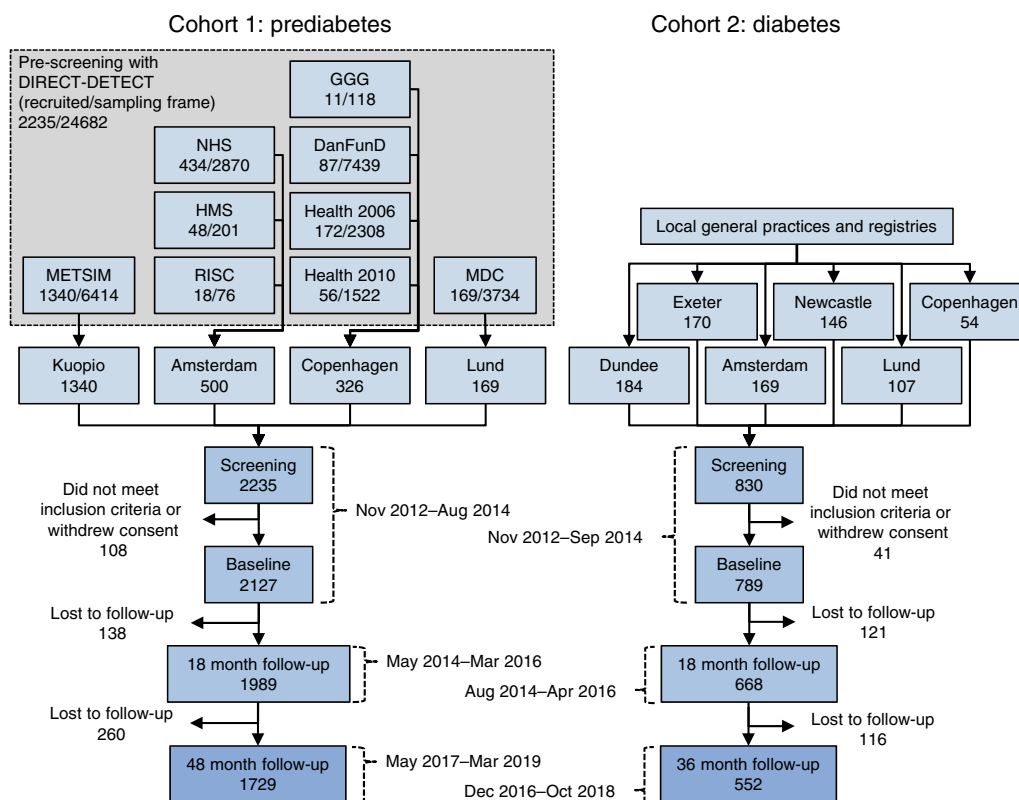 Cohort 1: prediabetes
Cohort 2: diabetes
Pre-screening with
DIRECT-DETECT
(recruited/sampling frame)
2235/24682
GGG
11/118
NHS
434/2870
DanFunD
87/7439
HMS
48/201
Health 2006
172/2308
METSIM
1340/6414
RISC
18/76
Health 2010
56/1522
MDC
169/3734
Kuopio
1340
Amsterdam
500
Copenhagen
326
Lund
169
Screening
2235
Did not meet
inclusion criteria or
withdrew consent
108
Nov 2012–Aug 2014
Baseline
2127
Lost to follow-up
138
18 month follow-up
1989
May 2014–Mar 2016
Lost to follow-up
260
48 month follow-up
1729
May 2017–Mar 2019
Local general practices and registries
Exeter
170
Newcastle
146
Copenhagen
54
Dundee
184
Amsterdam
169
Lund
107
Screening
830
Did not meet
inclusion criteria or
withdrew consent
41
Nov 2012–Sep 2014
Baseline
789
Lost to follow-up
121
18 month follow-up
668
Aug 2014–Apr 2016
Lost to follow-up
116
36 month follow-up
552
Dec 2016–Oct 2018